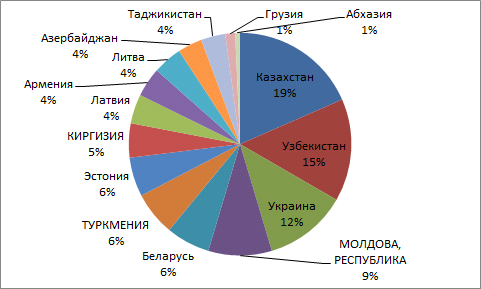 Казахстан
19%
Узбекистан
15%
Украина
12%
МОЛДОВА,
РЕСПУБЛИКА
9%
Беларусь
6%
ТУРКМЕНИЯ
6%
Эстония
6%
КИРГИЗИЯ
5%
Латвия
4%
Армения
4%
Литва
4%
Азербайджан
4%
Таджикистан
4%
Грузия
1%
Абхазия
1%